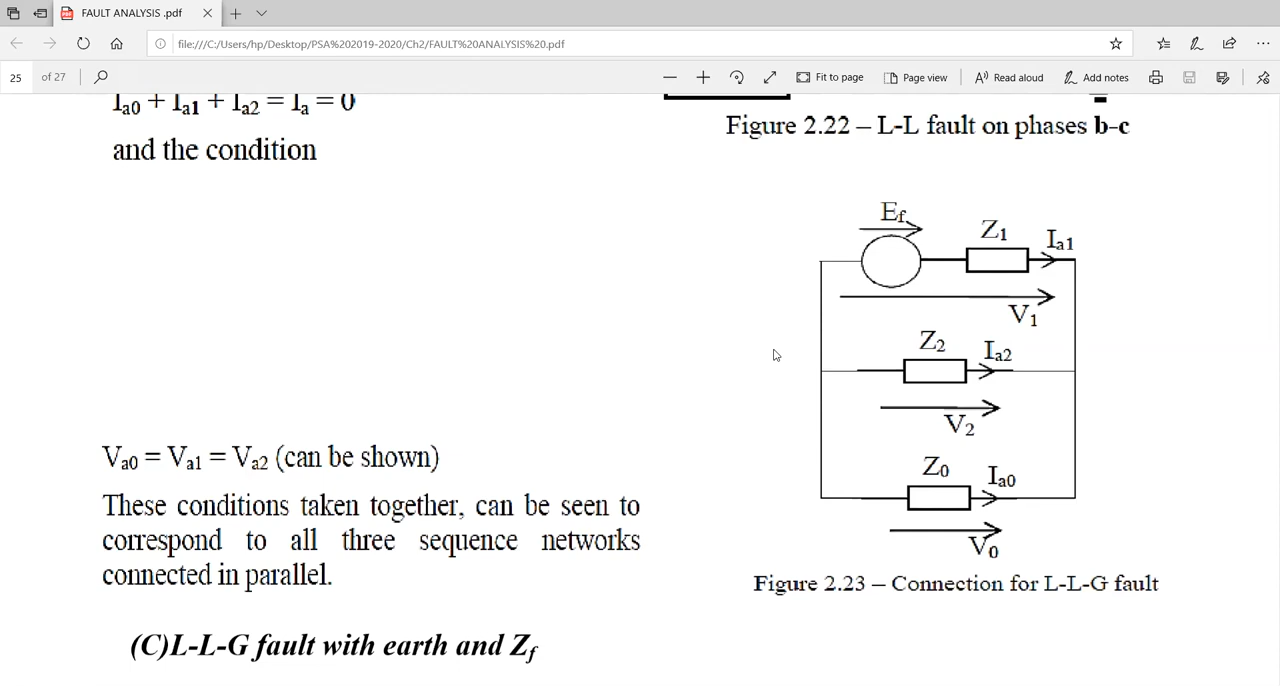 FAULT ANALYSIS .pdf
file:///C:/Users/hp/Desktop/PSA%202019-2020/Ch2/FAULT%20ANALYSIS%20.pdf
25 of 27
Fit to page
Page view
Read aloud
Add notes
Ia0 + Ia1 + Ia2 = Ia = 0
and the condition
Va0 = Va1 = Va2 (can be shown)
These conditions taken together, can be seen to
correspond to all three sequence networks
connected in parallel.
(C)L-L-G fault with earth and Zf
Figure 2.22 – L-L fault on phases b-c
Ef
Z1
Ia1
V1
Z2
Ia2
V2
Z0
Ia0
V0
Figure 2.23 – Connection for L-L-G fault